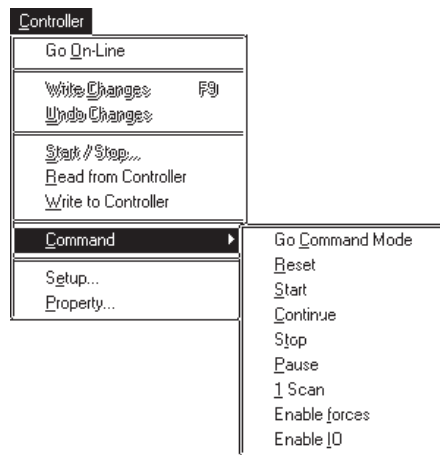 Controller
Go On-Line
Write Changes F9
Undo Changes
Start / Stop...
Read from Controller
Write to Controller
Command
Setup...
Property...
Go Command Mode
Reset
Start
Continue
Stop
Pause
1 Scan
Enable forces
Enable IO